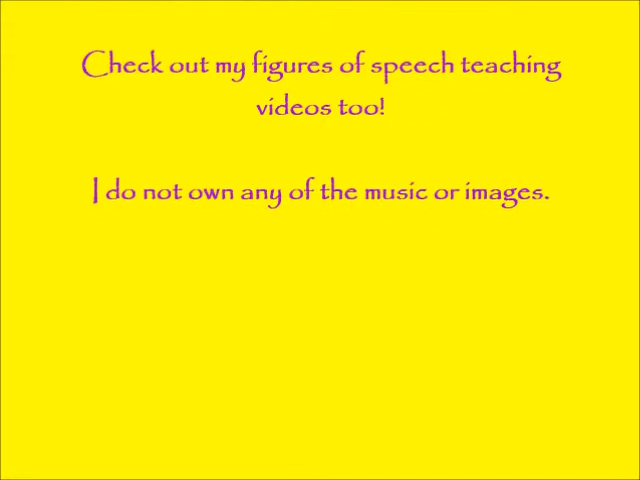 Check out my figures of speech teaching
videos too!
I do not own any of the music or images.